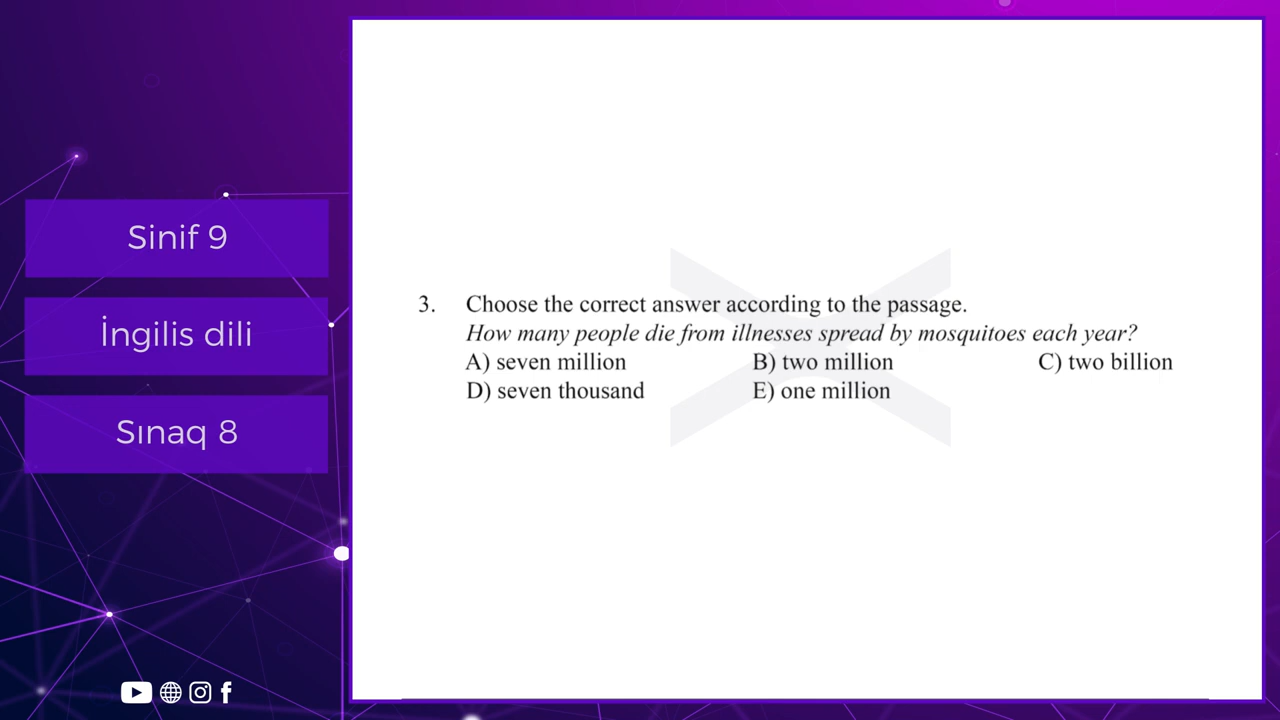 Sinif 9
İngilis dili
Sınaq 8
3. Choose the correct answer according to the passage.
How many people die from illnesses spread by mosquitoes each year?
A) seven million B) two million C) two billion
D) seven thousand E) one million